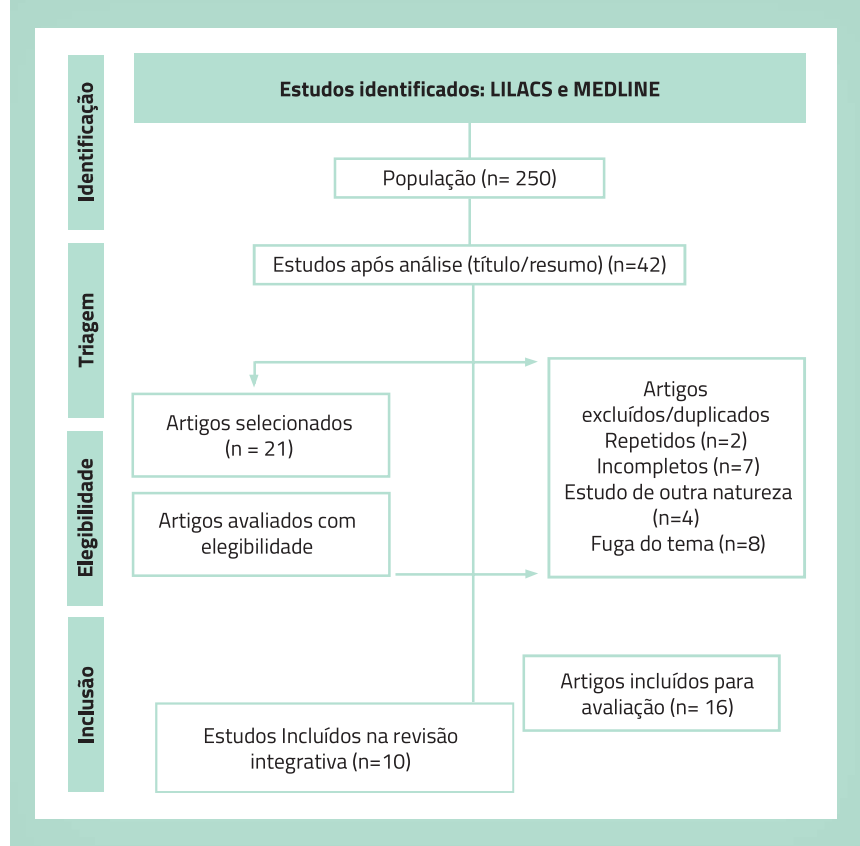 Identificação
Estudos identificados: LILACS e MEDLINE
População (n= 250)
Triagem
Estudos após análise (título/resumo) (n=42)
Artigos selecionados
(n = 21)
Artigos
excluídos/duplicados
Repetidos (n=2)
Incompletos (n=7)
Estudo de outra natureza
(n=4)
Fuga do tema (n=8)
Elegibilidade
Artigos avaliados com
elegibilidade
Inclusão
Artigos incluídos para
avaliação (n= 16)
Estudos Incluídos na revisão
integrativa (n=10)